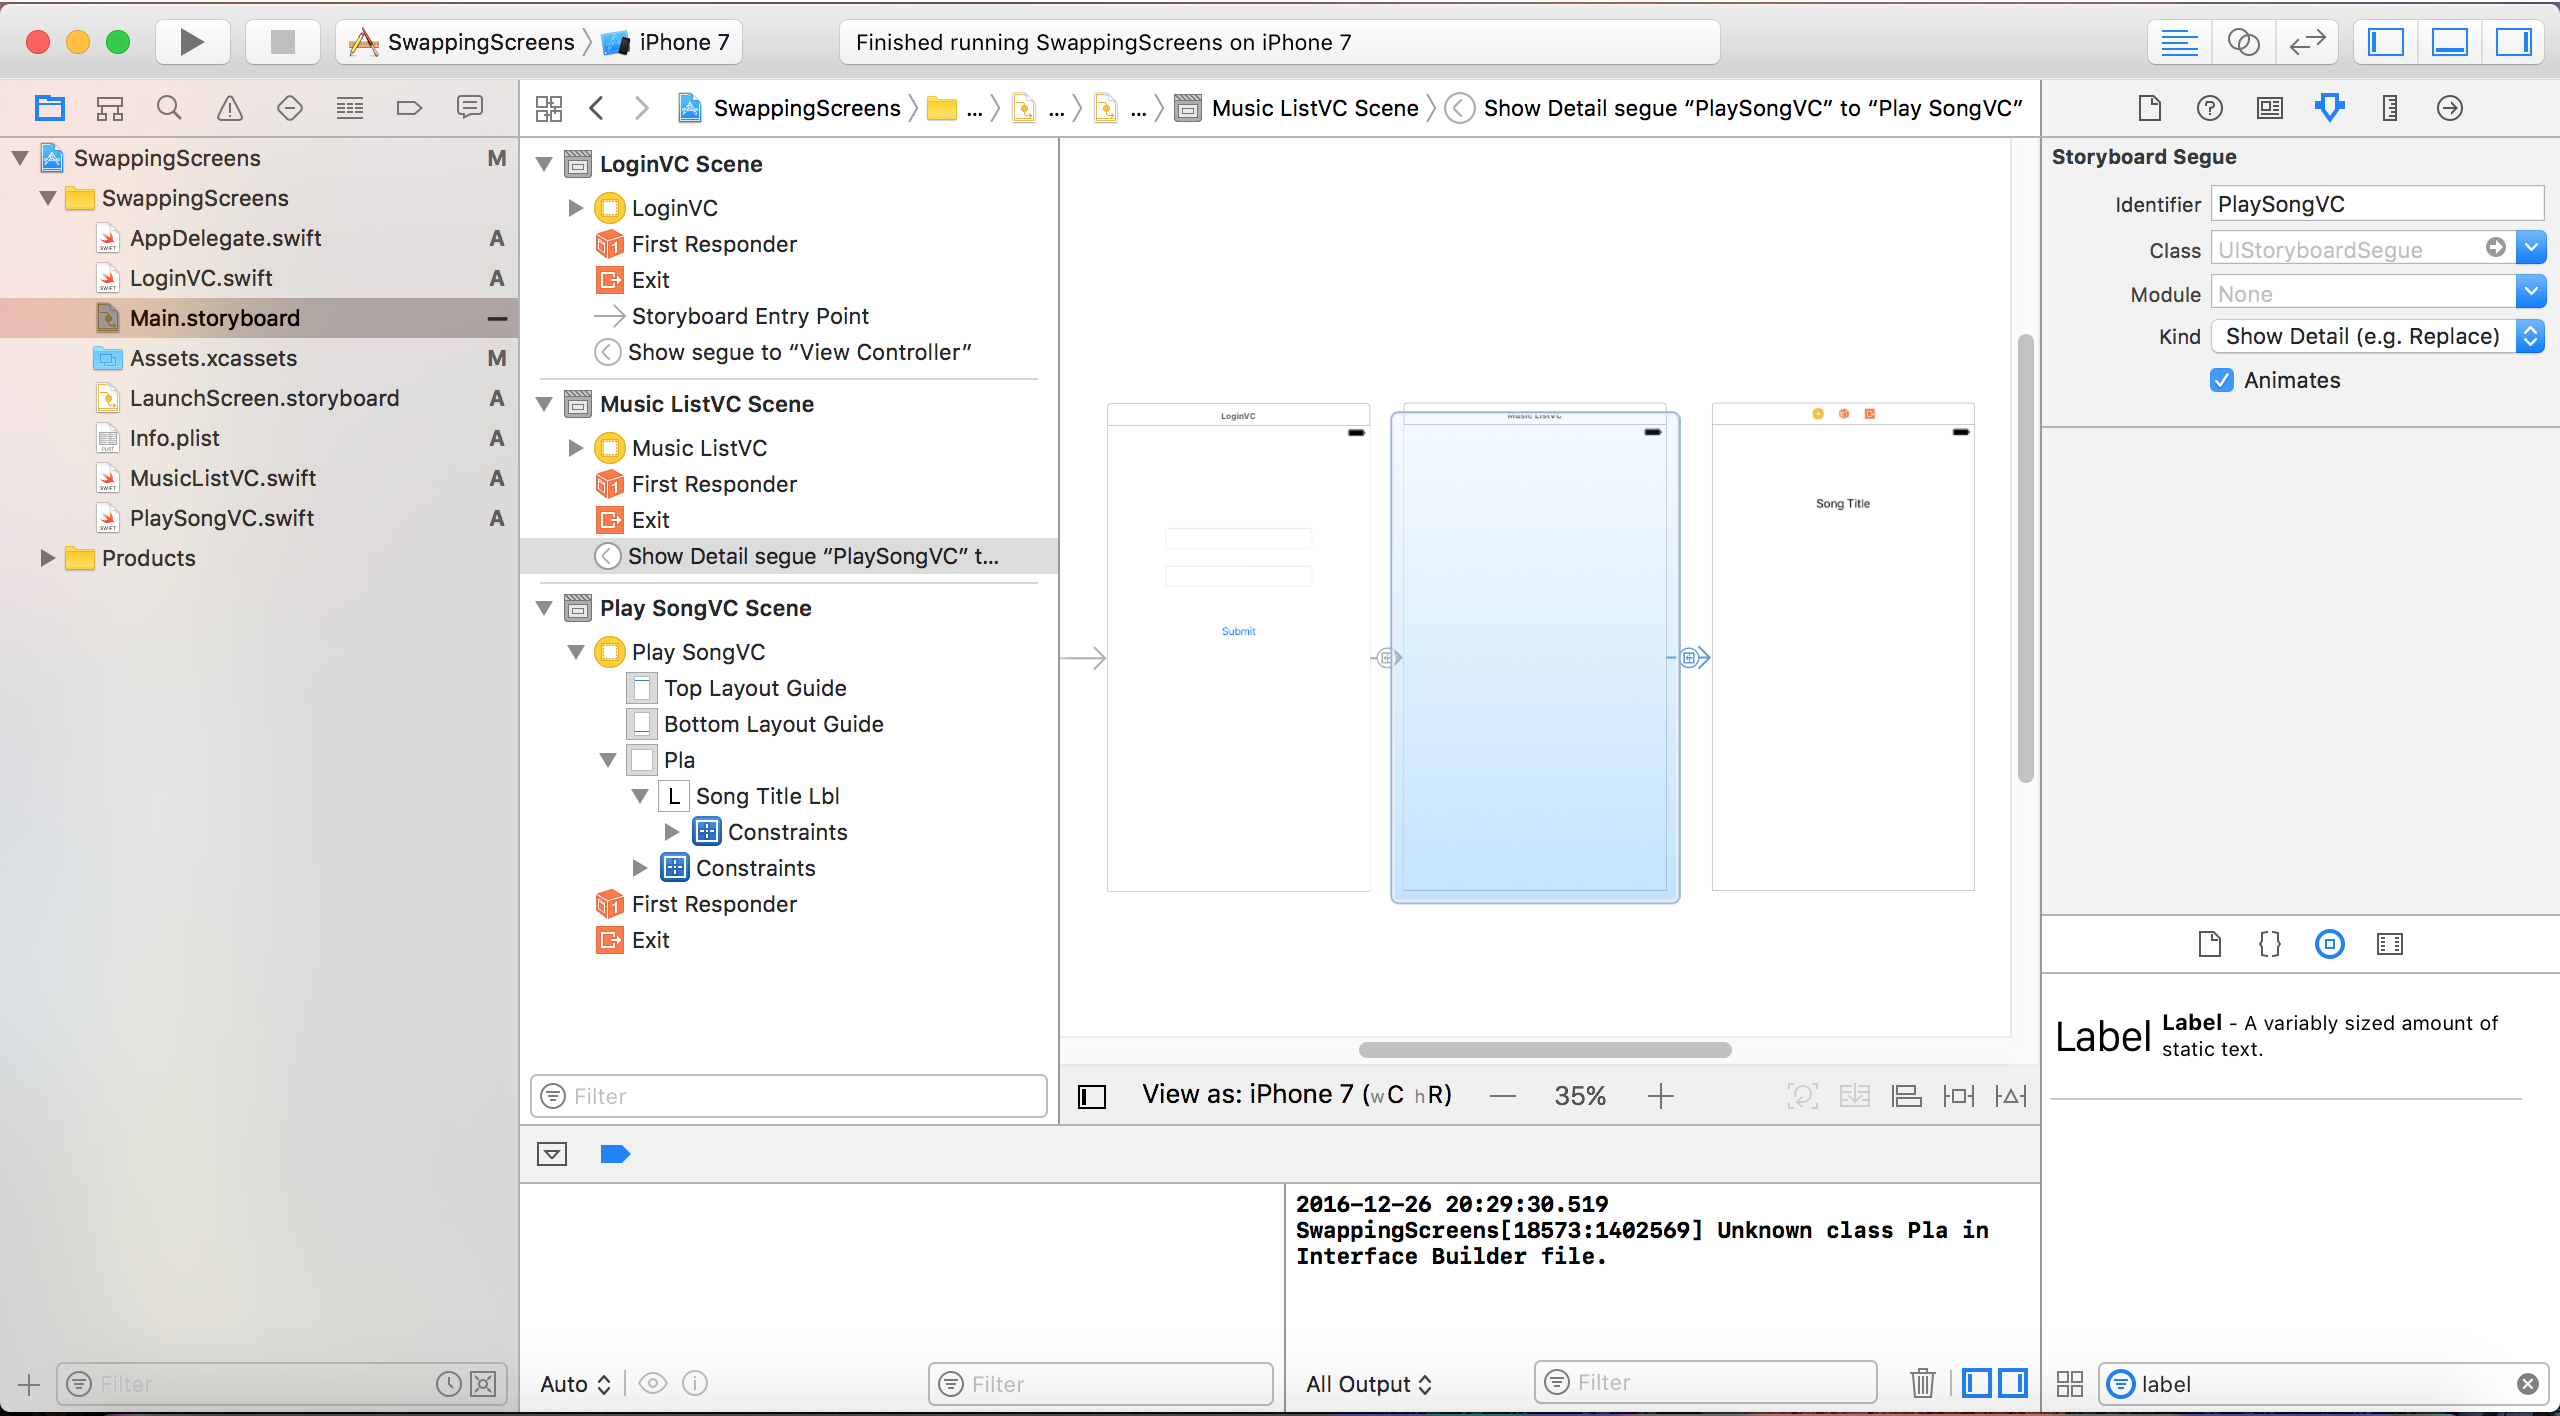 SwappingScreens
iPhone 7
Finished running SwappingScreens on iPhone 7
SwappingScreens
...
...
...
Music ListVC Scene
Show Detail segue “PlaySongVC” to “Play SongVC”
SwappingScreens M
SwappingScreens
AppDelegate.swift A
LoginVC.swift A
Main.storyboard
Assets.xcassets M
LaunchScreen.storyboard A
Info.plist A
MusicListVC.swift A
PlaySongVC.swift A
Products
Filter
LoginVC Scene
LoginVC
First Responder
Exit
Storyboard Entry Point
Show segue to “View Controller”
Music ListVC Scene
Music ListVC
First Responder
Exit
Show Detail segue “PlaySongVC” t...
Play SongVC Scene
Play SongVC
Top Layout Guide
Bottom Layout Guide
Pla
L Song Title Lbl
Constraints
Constraints
First Responder
Exit
Filter
LoginVC
Submit
Music ListVC
Song Title
View as: iPhone 7 (wC hR)
35%
Storyboard Segue
Identifier PlaySongVC
Class UIStoryboardSegue
Module None
Kind Show Detail (e.g. Replace)
Animates
Label Label - A variably sized amount of
static text.
label
2016-12-26 20:29:30.519
SwappingScreens[18573:1402569] Unknown class Pla in
Interface Builder file.
Auto
Filter
All Output
Filter